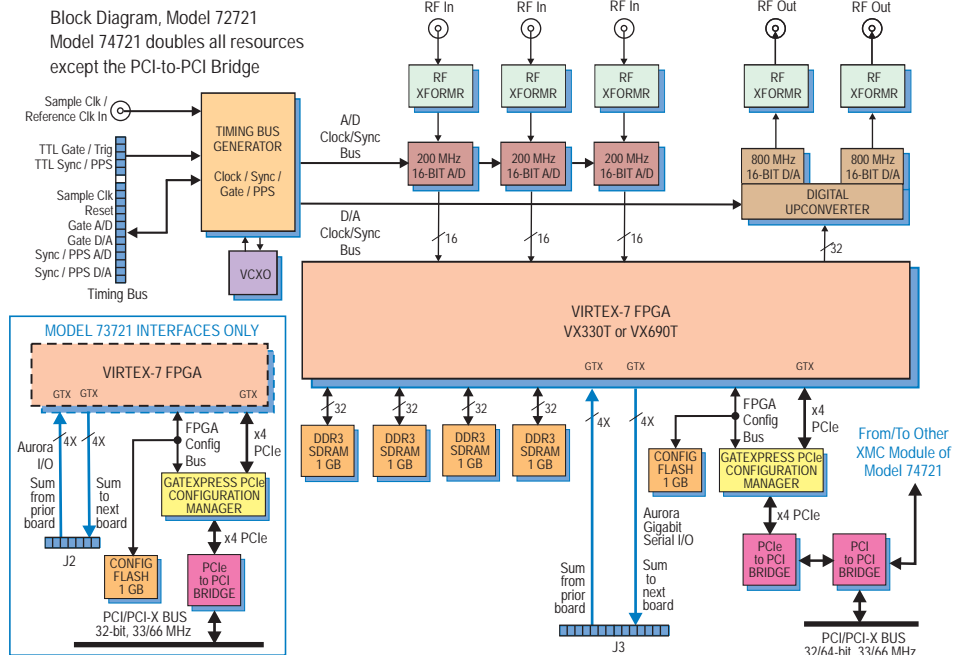 Block Diagram, Model 72721
Model 74721 doubles all resources
except the PCI-to-PCI Bridge
RF In
RF In
RF In
RF Out
RF Out
RF
XFORMR
RF
XFORMR
RF
XFORMR
RF
XFORMR
RF
XFORMR
Sample Clk /
Reference Clk In
TTL Gate / Trig
TTL Sync / PPS
Sample Clk
Reset
Gate A/D
Gate D/A
Sync / PPS A/D
Sync / PPS D/A
Timing Bus
TIMING BUS
GENERATOR
Clock / Sync /
Gate / PPS
VCXO
A/D
Clock/Sync
Bus
D/A
Clock/Sync
Bus
200 MHz
16-BIT A/D
200 MHz
16-BIT A/D
200 MHz
16-BIT A/D
800 MHz
16-BIT D/A
800 MHz
16-BIT D/A
DIGITAL
UPCONVERTER
16
16
16
32
VIRTEX-7 FPGA
VX330T or VX690T
GTX
GTX
GTX
32
32
32
32
4X
4X
DDR3
SDRAM
1 GB
DDR3
SDRAM
1 GB
DDR3
SDRAM
1 GB
DDR3
SDRAM
1 GB
FPGA
Config
Bus
x4
PCIe
CONFIG
FLASH
1 GB
GATEXPRESS PCIe
CONFIGURATION
MANAGER
From/To Other
XMC Module of
Model 74721
x4 PCIe
Aurora
Gigabit
Serial I/O
PCIe
to PCI
BRIDGE
PCI
to PCI
BRIDGE
Sum
from
prior
board
Sum
to
next
board
J3
PCI/PCI-X BUS
32/64-bit, 33/66 MHz
MODEL 73721 INTERFACES ONLY
VIRTEX-7 FPGA
GTX
GTX
GTX
4X
4X
Aurora
I/O
FPGA
Config
Bus
x4
PCIe
Sum
from
prior
board
Sum
to
next
board
GATEXPRESS PCIe
CONFIGURATION
MANAGER
x4 PCIe
J2
CONFIG
FLASH
1 GB
PCIe
to PCI
BRIDGE
PCI/PCI-X BUS
32-bit, 33/66 MHz